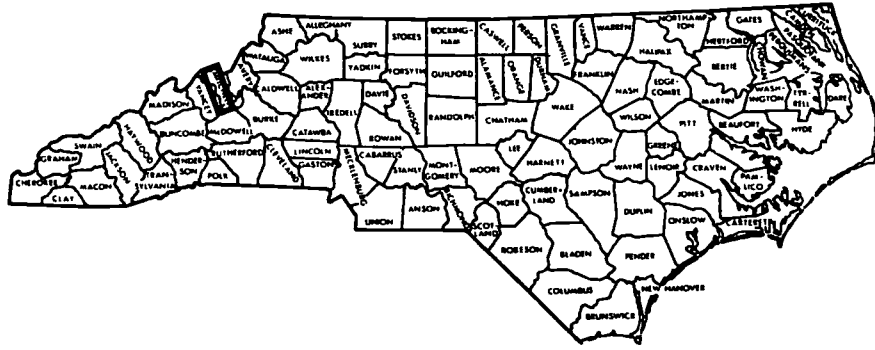 ASHE
ALLEGHANY
SURRY
STOKES
ROCKING-
HAM
CASWELL
PERSON
GRANVILLE
VANCE
WARREN
NORTHAMP-
TON
GATES
HERTFORD
HALIFAX
BERTIE
CHOWAN
WATAUGA
WILKES
YADKIN
FORSYTH
GUILFORD
ALAMANCE
ORANGE
DURHAM
FRANKLIN
NASH
EDGE-
COMBE
MARTIN
WASH-
INGTON
TYR-
RELL
DARE
AVERY
YANCEY
MADISON
CALDWELL
ALEX-
ANDER
IREDELL
DAVIE
DAVIDSON
RANDOLPH
CHATHAM
WAKE
WILSON
PITT
BEAUFORT
HYDE
BUNCOMBE
McDOWELL
BURKE
CATAWBA
ROWAN
HAYWOOD
SWAIN
GRAHAM
CHEROKEE
CLAY
MACON
JACKSON
TRAN-
SYLVANIA
HENDER-
SON
POLK
RUTHERFORD
CLEVELAND
LINCOLN
GASTON
MECKLENBURG
CABARRUS
STANLY
MONT-
GOMERY
MOORE
LEE
HARNETT
JOHNSTON
WAYNE
GREENE
LENOIR
CRAVEN
PAM-
LICO
UNION
ANSON
RICHMOND
SCOT-
LAND
HOKE
CUMBER-
LAND
SAMPSON
DUPLIN
JONES
ONSLOW
CARTERET
ROBESON
BLADEN
PENDER
COLUMBUS
NEW HANOVER
BRUNSWICK